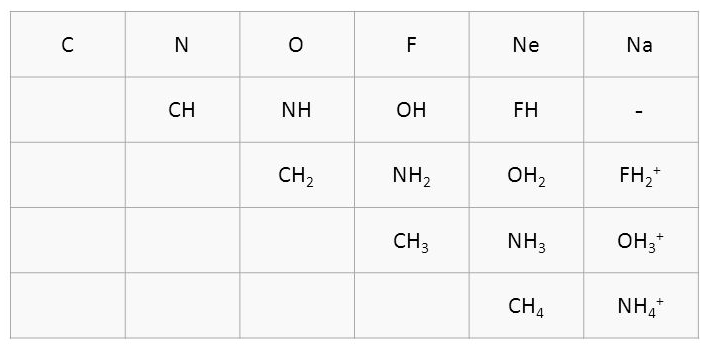 C N O F Ne Na
CH NH OH FH -
CH₂ NH₂ OH₂ FH₂⁺
CH₃ NH₃ OH₃⁺
CH₄ NH₄⁺